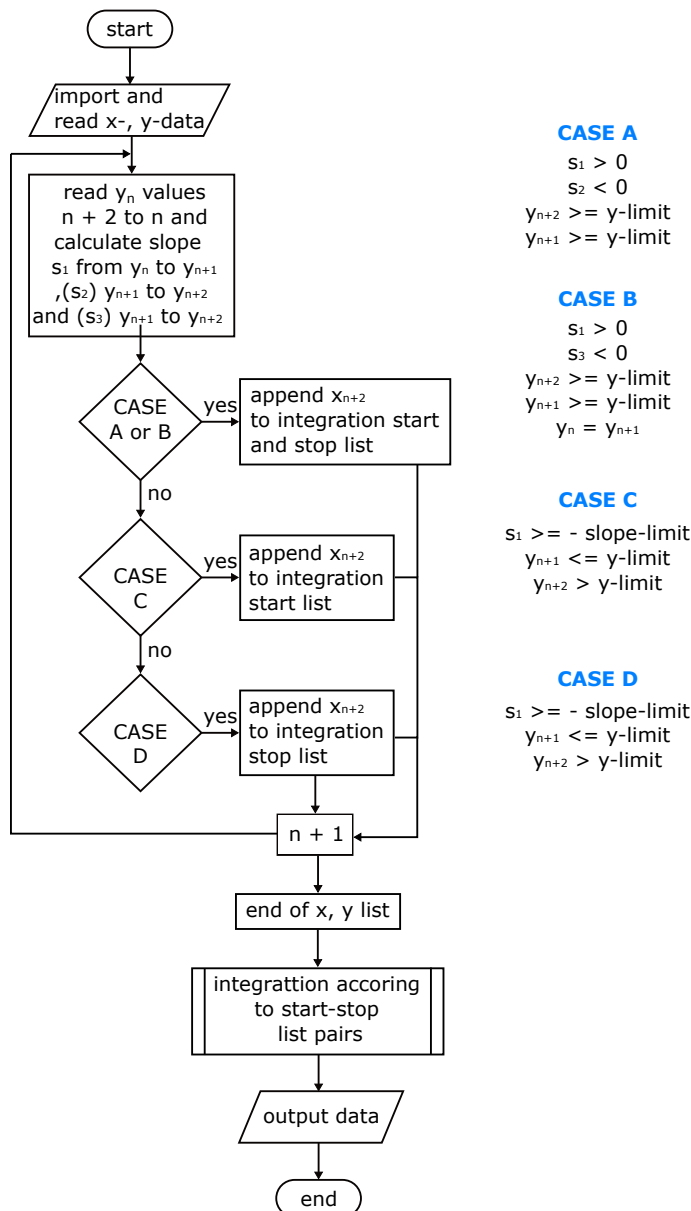 start
import and
read x-, y-data
read yₙ values
n + 2 to n and
calculate slope
s₁ from yₙ to yₙ₊₁
,(s₂) yₙ₊₁ to yₙ₊₂
and (s₃) yₙ₊₁ to yₙ₊₂
CASE
A or B
yes
append xₙ₊₂
to integration start
and stop list
no
CASE
C
yes
append xₙ₊₂
to integration
start list
no
CASE
D
yes
append xₙ₊₂
to integration
stop list
n + 1
end of x, y list
integrattion accoring
to start-stop
list pairs
output data
end
CASE A
s₁ > 0
s₂ < 0
yₙ₊₂ >= y-limit
yₙ₊₁ >= y-limit
CASE B
s₁ > 0
s₃ < 0
yₙ₊₂ >= y-limit
yₙ₊₁ >= y-limit
yₙ = yₙ₊₁
CASE C
s₁ >= - slope-limit
yₙ₊₁ <= y-limit
yₙ₊₂ > y-limit
CASE D
s₁ >= - slope-limit
yₙ₊₁ <= y-limit
yₙ₊₂ > y-limit